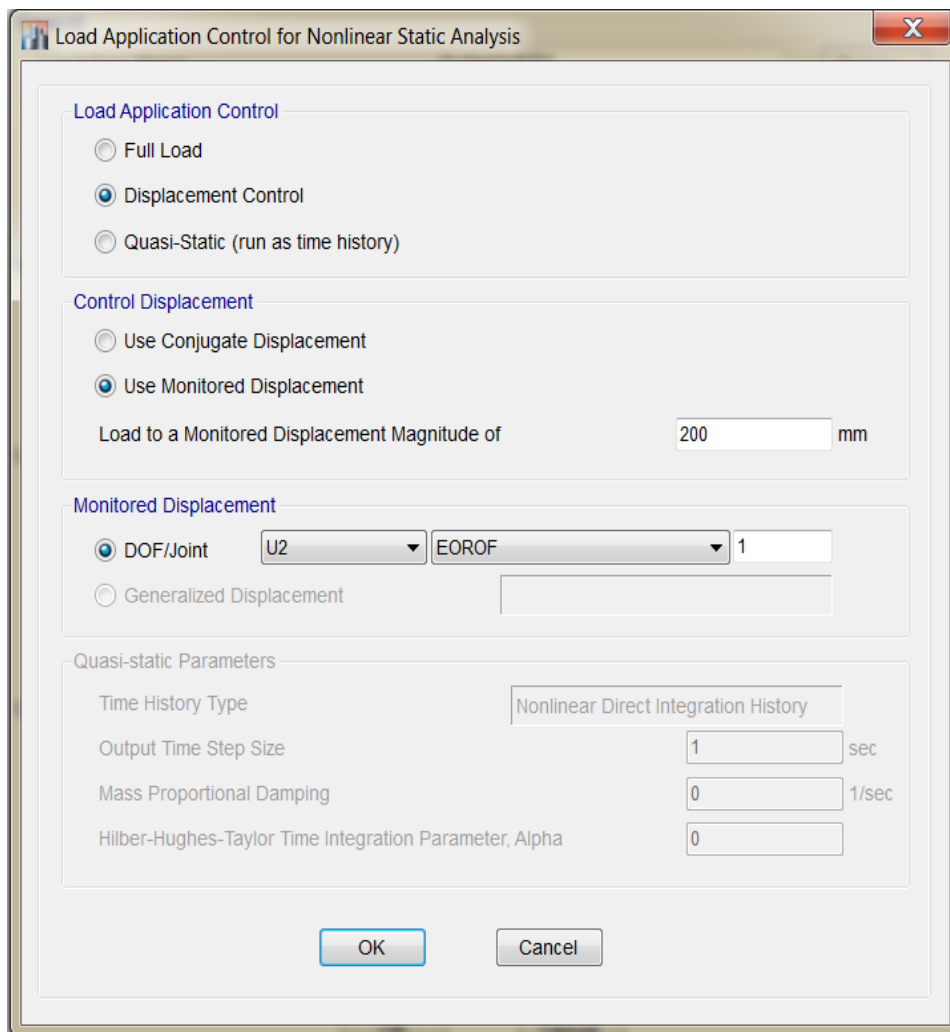 Load Application Control for Nonlinear Static Analysis
Load Application Control
Full Load
Displacement Control
Quasi-Static (run as time history)
Control Displacement
Use Conjugate Displacement
Use Monitored Displacement
Load to a Monitored Displacement Magnitude of 200 mm
Monitored Displacement
DOF/Joint U2 EOROF 1
Generalized Displacement
Quasi-static Parameters
Time History Type Nonlinear Direct Integration History
Output Time Step Size 1 sec
Mass Proportional Damping 0 1/sec
Hilber-Hughes-Taylor Time Integration Parameter, Alpha 0
OK Cancel